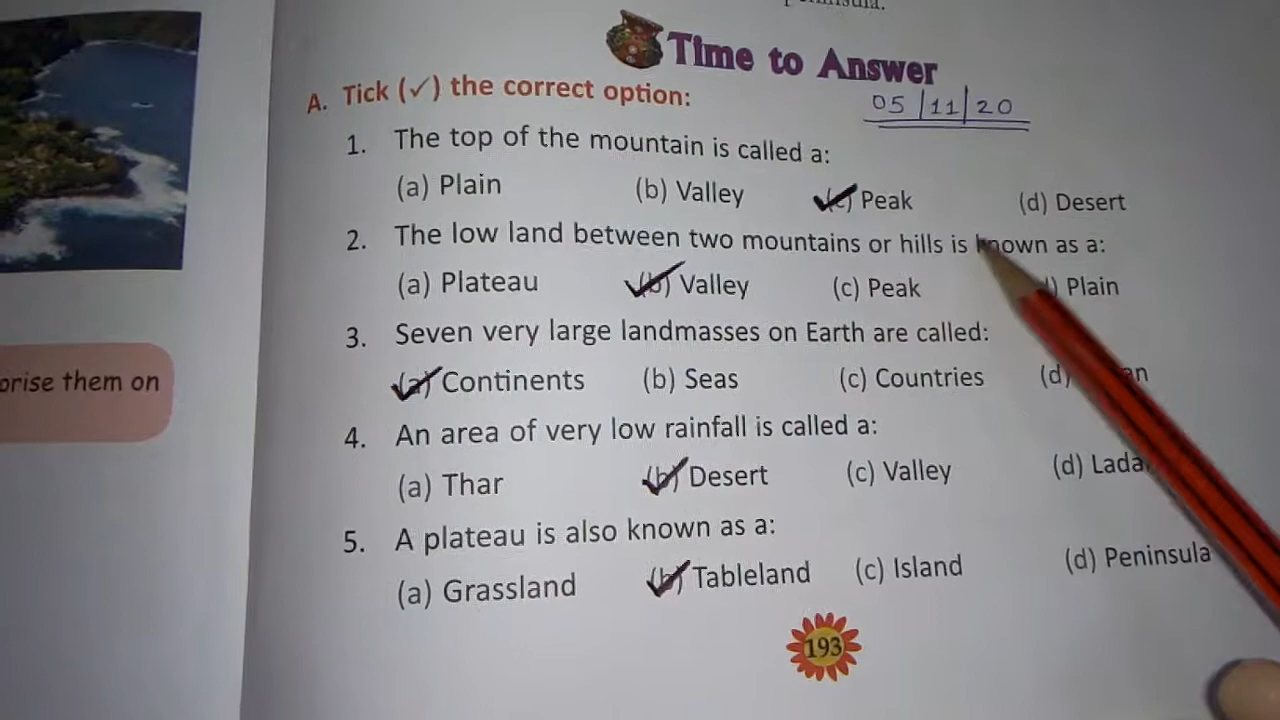 Time to Answer
05/11/20
A. Tick (✓) the correct option:
1. The top of the mountain is called a:
(a) Plain (b) Valley (c) Peak (d) Desert
2. The low land between two mountains or hills is known as a:
(a) Plateau (b) Valley (c) Peak (d) Plain
3. Seven very large landmasses on Earth are called:
(a) Continents (b) Seas (c) Countries (d)
4. An area of very low rainfall is called a:
(a) Thar (b) Desert (c) Valley (d)
5. A plateau is also known as a:
(a) Grassland (b) Tableland (c) Island (d) Peninsula
them on
193